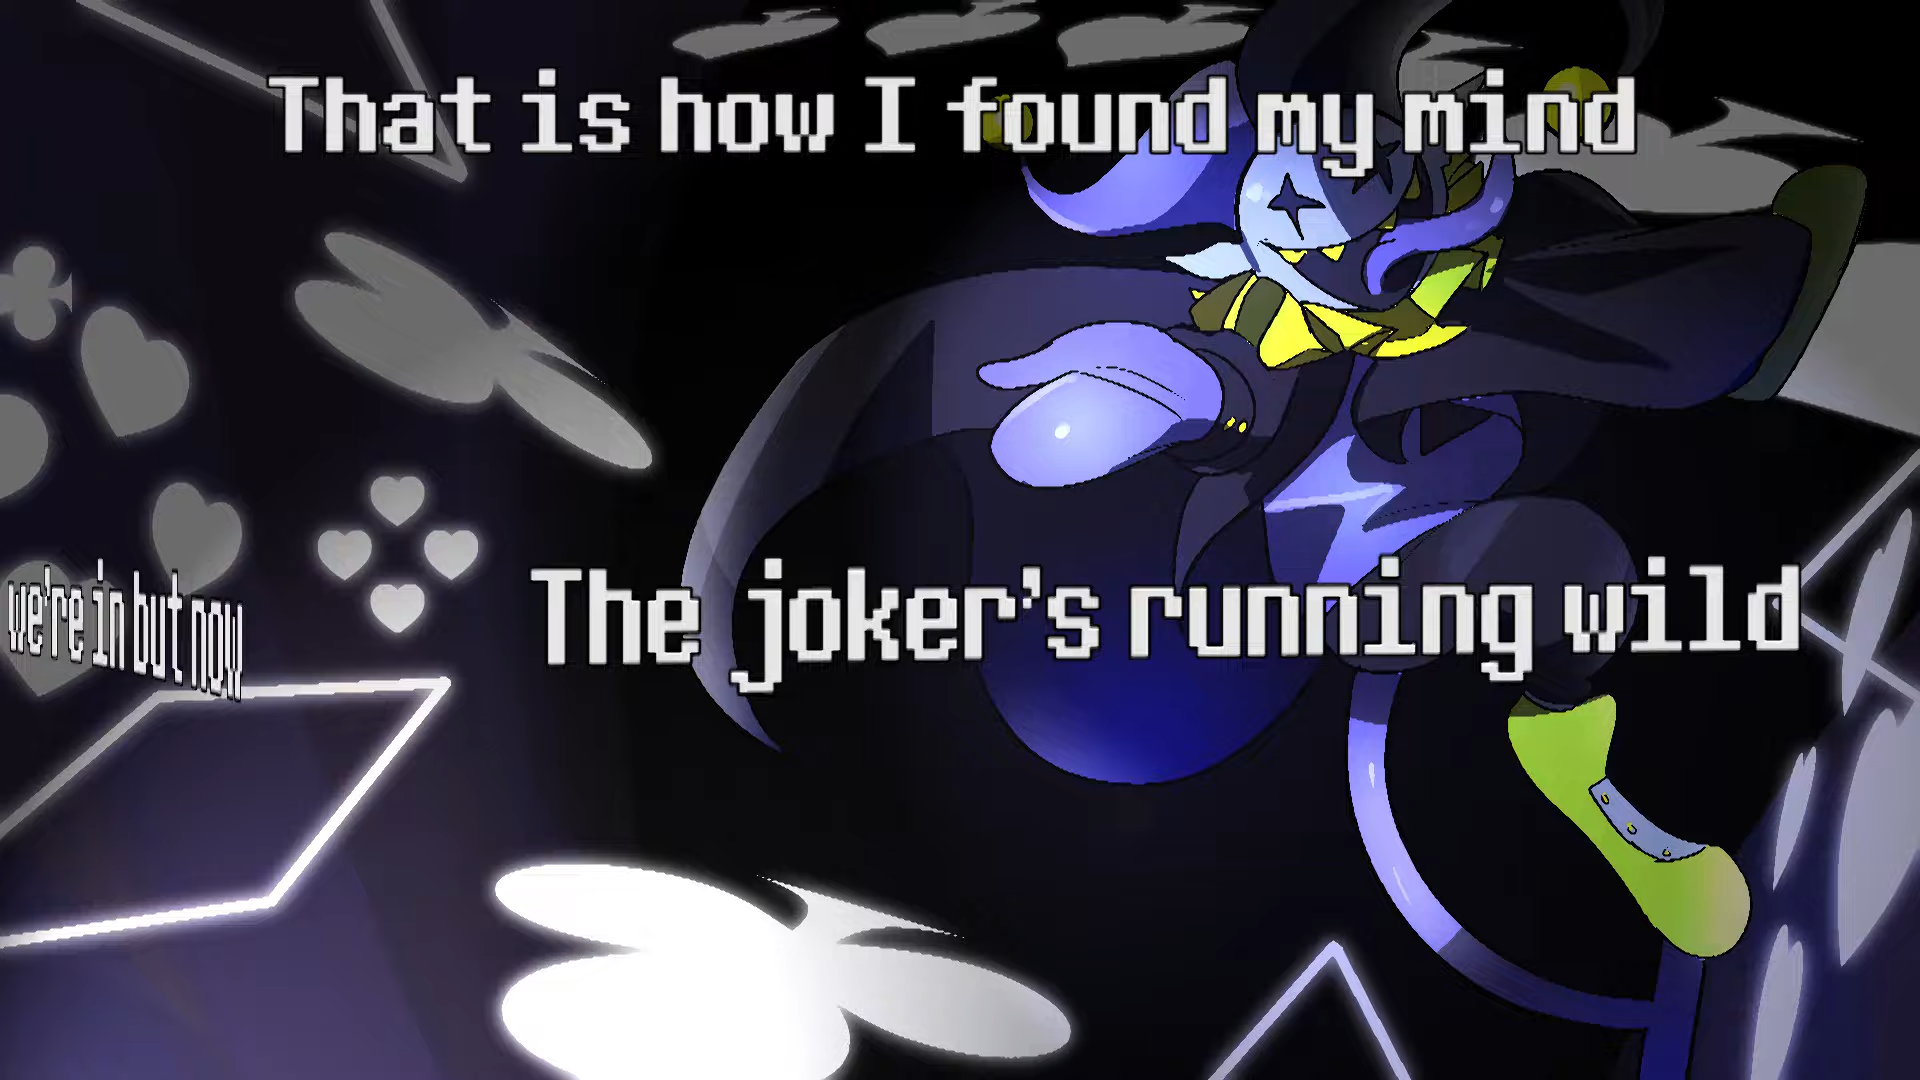 That is how I found my mind
we're in but now
The joker's running wild